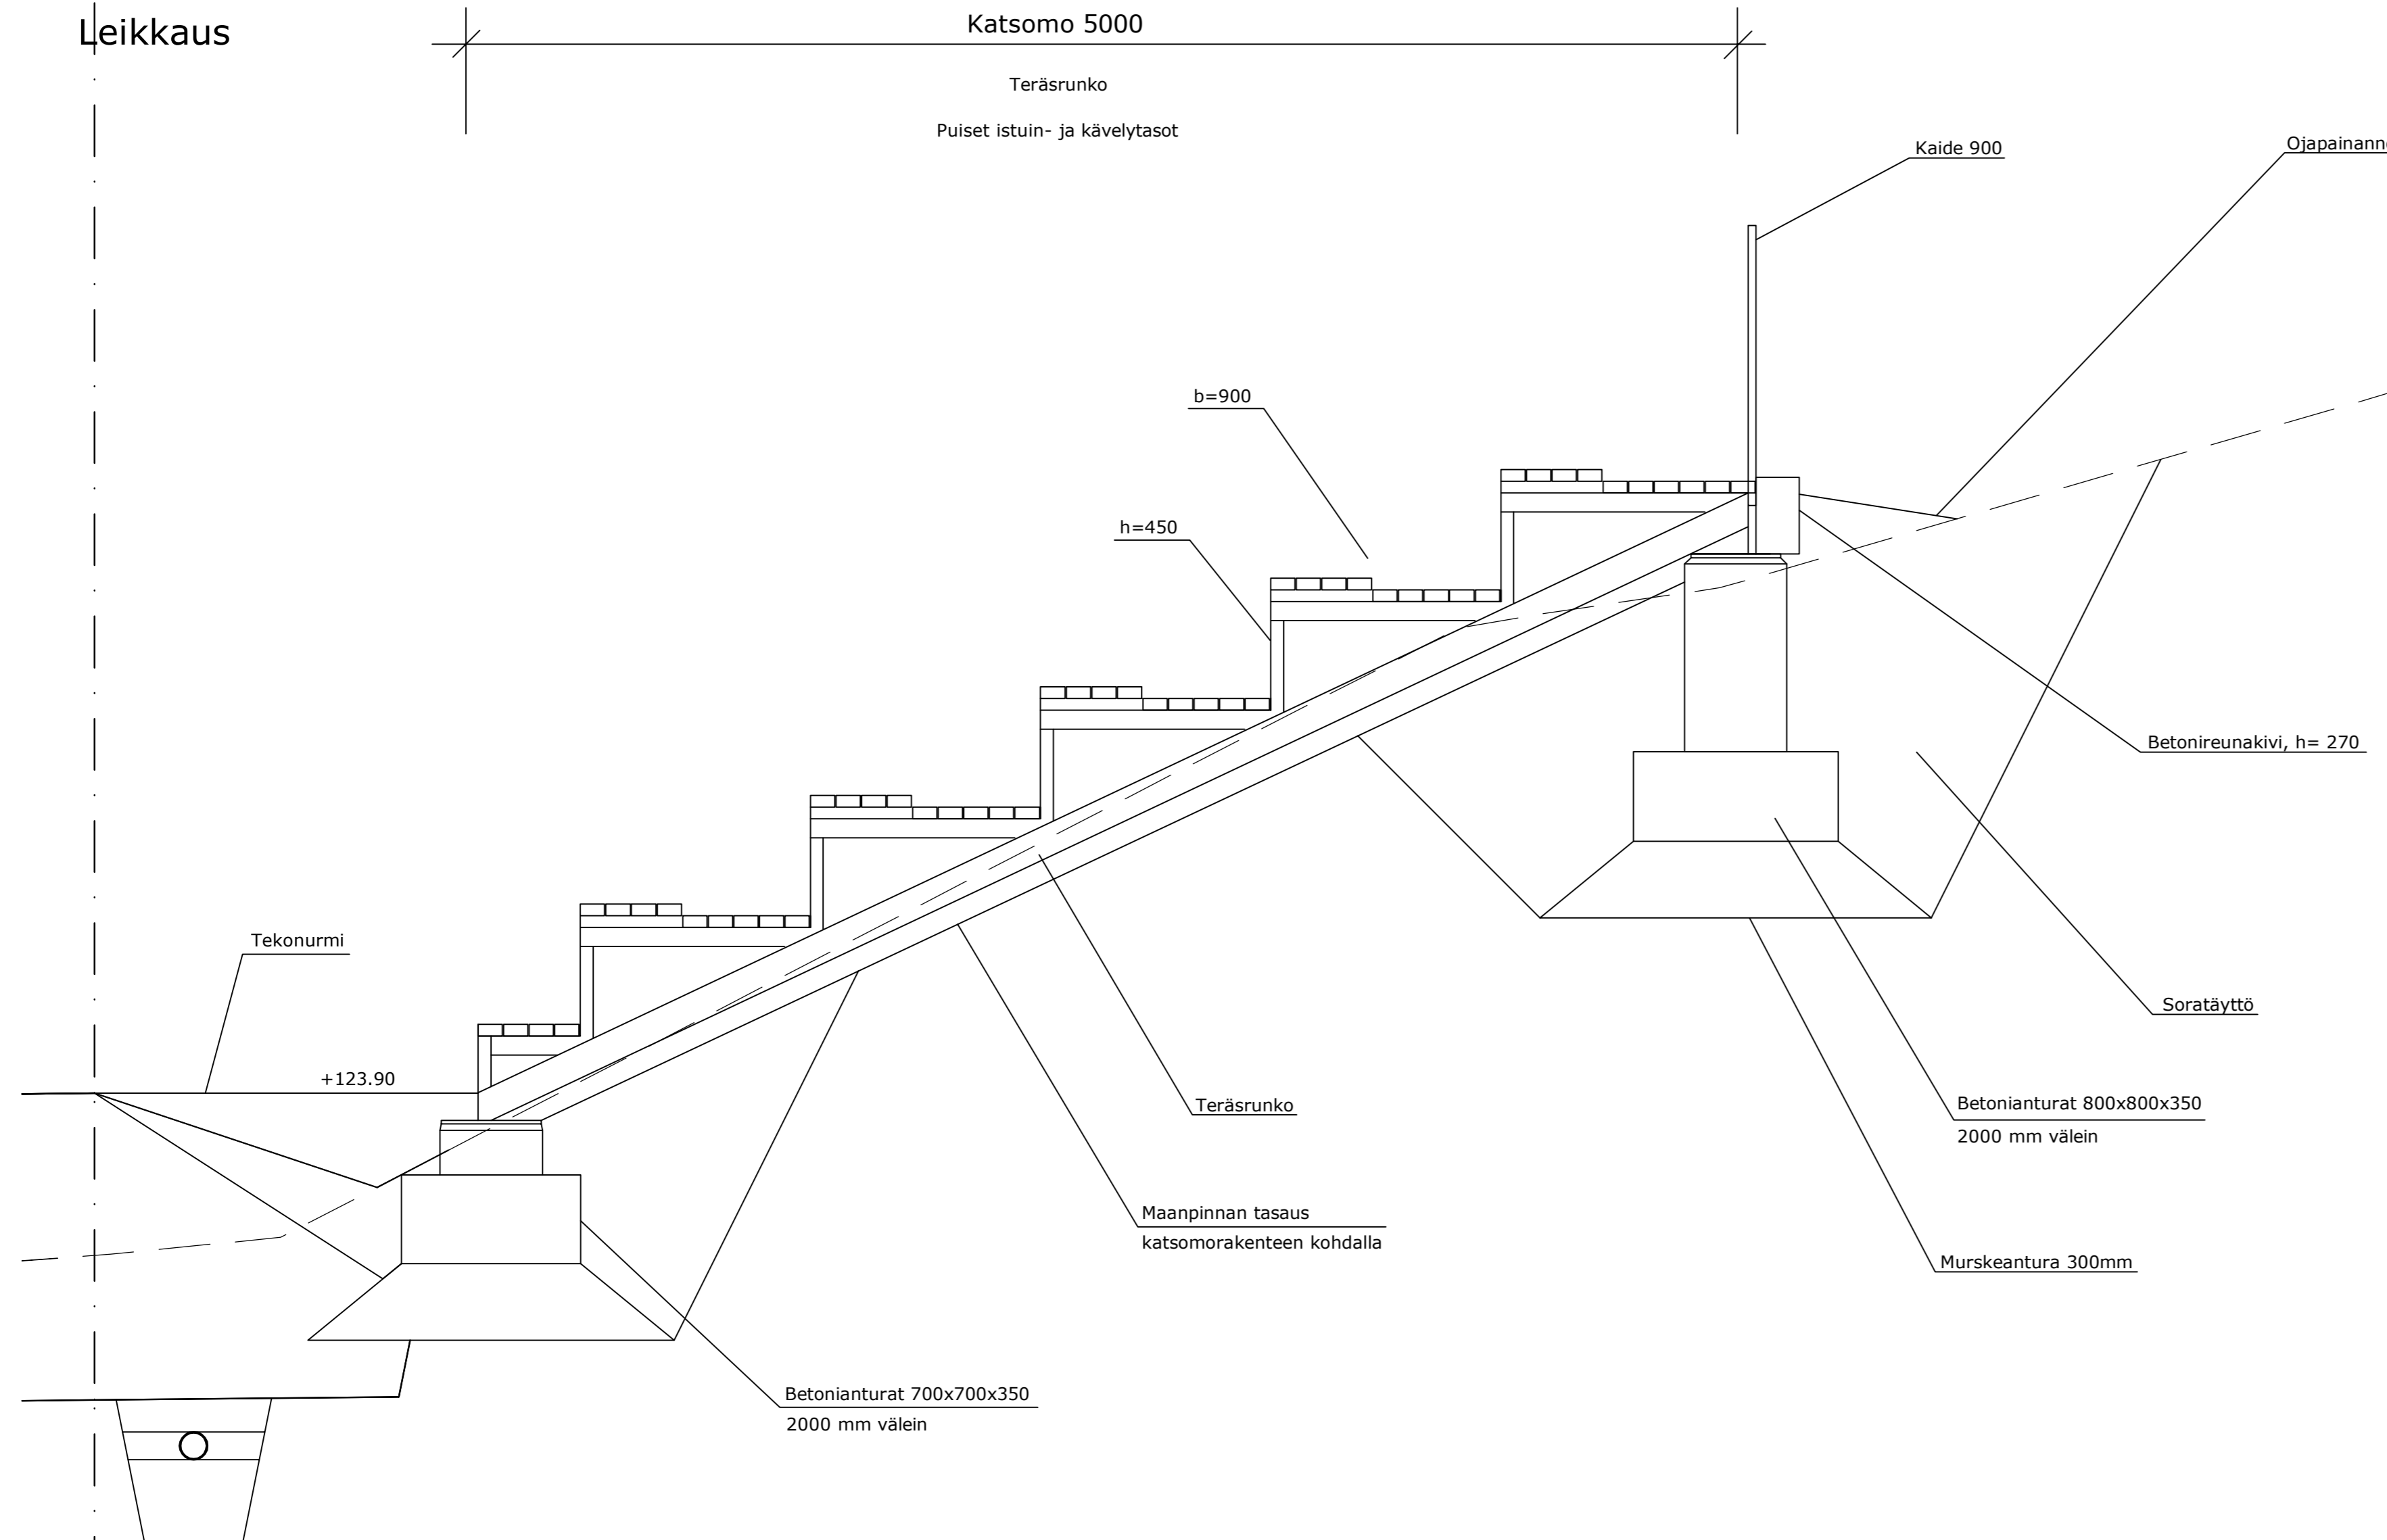 Leikkaus
Katsomo 5000
Teräsrunko
Puiset istuin- ja kävelytasot
Kaide 900
b=900
h=450
Betonireunakivi, h= 270
Tekonurmi
Soratäyttö
+123.90
Teräsrunko
Betonianturat 800x800x350
2000 mm välein
Maanpinnan tasaus
katsomorakenteen kohdalla
Murskeantura 300mm
Betonianturat 700x700x350
2000 mm välein